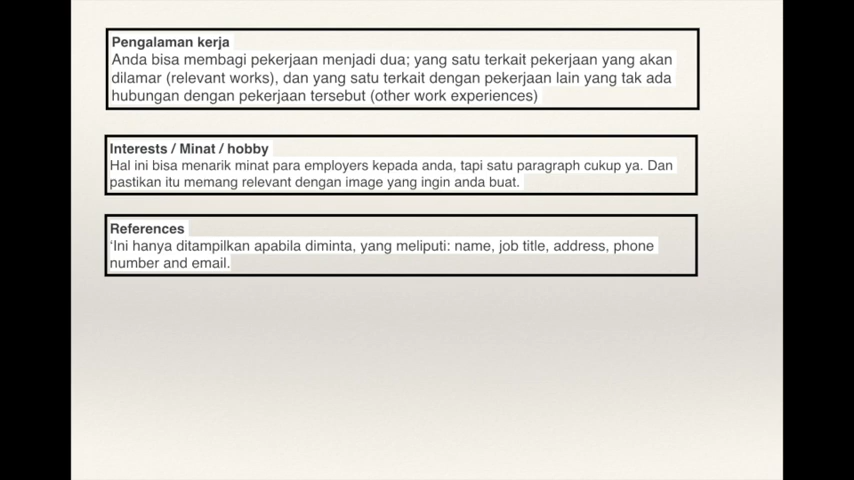 Pengalaman kerja
Anda bisa membagi pekerjaan menjadi dua; yang satu terkait pekerjaan yang akan
dilamar (relevant works), dan yang satu terkait dengan pekerjaan lain yang tak ada
hubungan dengan pekerjaan tersebut (other work experiences)
Interests / Minat / hobby
Hal ini bisa menarik minat para employers kepada anda, tapi satu paragraph cukup ya. Dan
pastikan itu memang relevant dengan image yang ingin anda buat.
References
‘Ini hanya ditampilkan apabila diminta, yang meliputi: name, job title, address, phone
number and email.